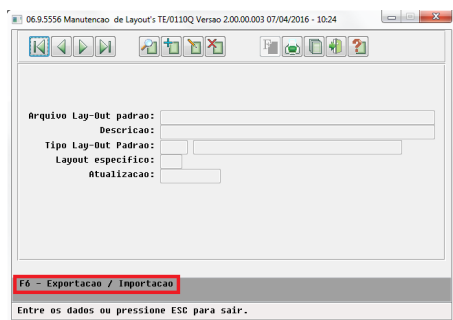 06.9.5556 Manutencao de Layout's TE/0110Q Versao 2.00.00.003 07/04/2016 - 10:24
Arquivo Lay-Out padrao:
Descricao:
Tipo Lay-Out Padrao:
Layout especifico:
Atualizacao:
F6 - Exportacao / Importacao
Entre os dados ou pressione ESC para sair.